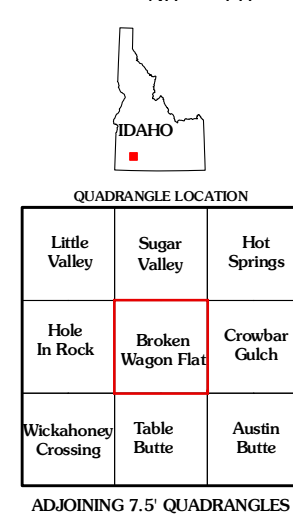 IDAHO
QUADRANGLE LOCATION
Little Valley
Sugar Valley
Hot Springs
Hole In Rock
Broken Wagon Flat
Crowbar Gulch
Wickahoney Crossing
Table Butte
Austin Butte
ADJOINING 7.5' QUADRANGLES